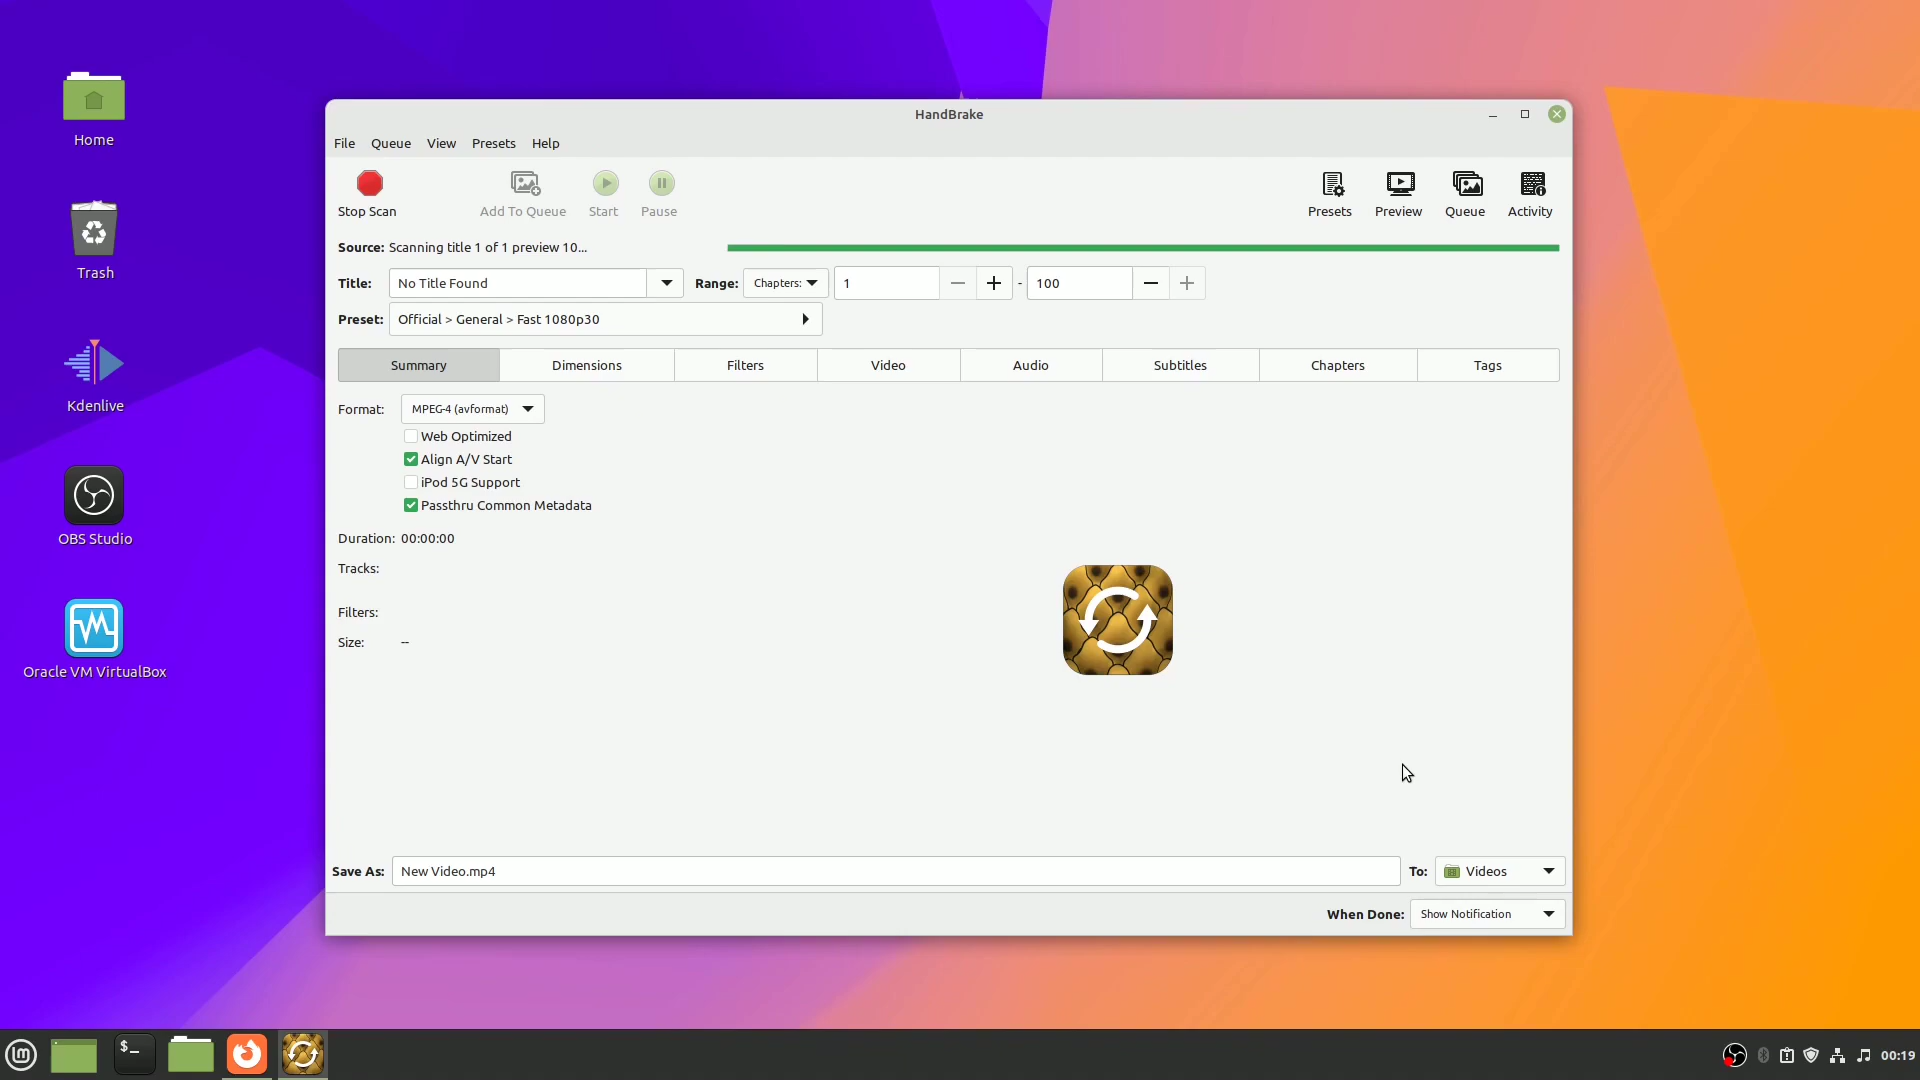 Home
Trash
Kdenlive
OBS Studio
Oracle VM VirtualBox
HandBrake
File Queue View Presets Help
Stop Scan Add To Queue Start Pause Presets Preview Queue Activity
Source: Scanning title 1 of 1 preview 10...
Title: No Title Found Range: Chapters: 1 - 100
Preset: Official > General > Fast 1080p30
Summary Dimensions Filters Video Audio Subtitles Chapters Tags
Format: MPEG-4 (avformat)
Web Optimized
Align A/V Start
iPod 5G Support
Passthru Common Metadata
Duration: 00:00:00
Tracks:
Filters:
Size: --
Save As: New Video.mp4 To: Videos
When Done: Show Notification
$_
00:19